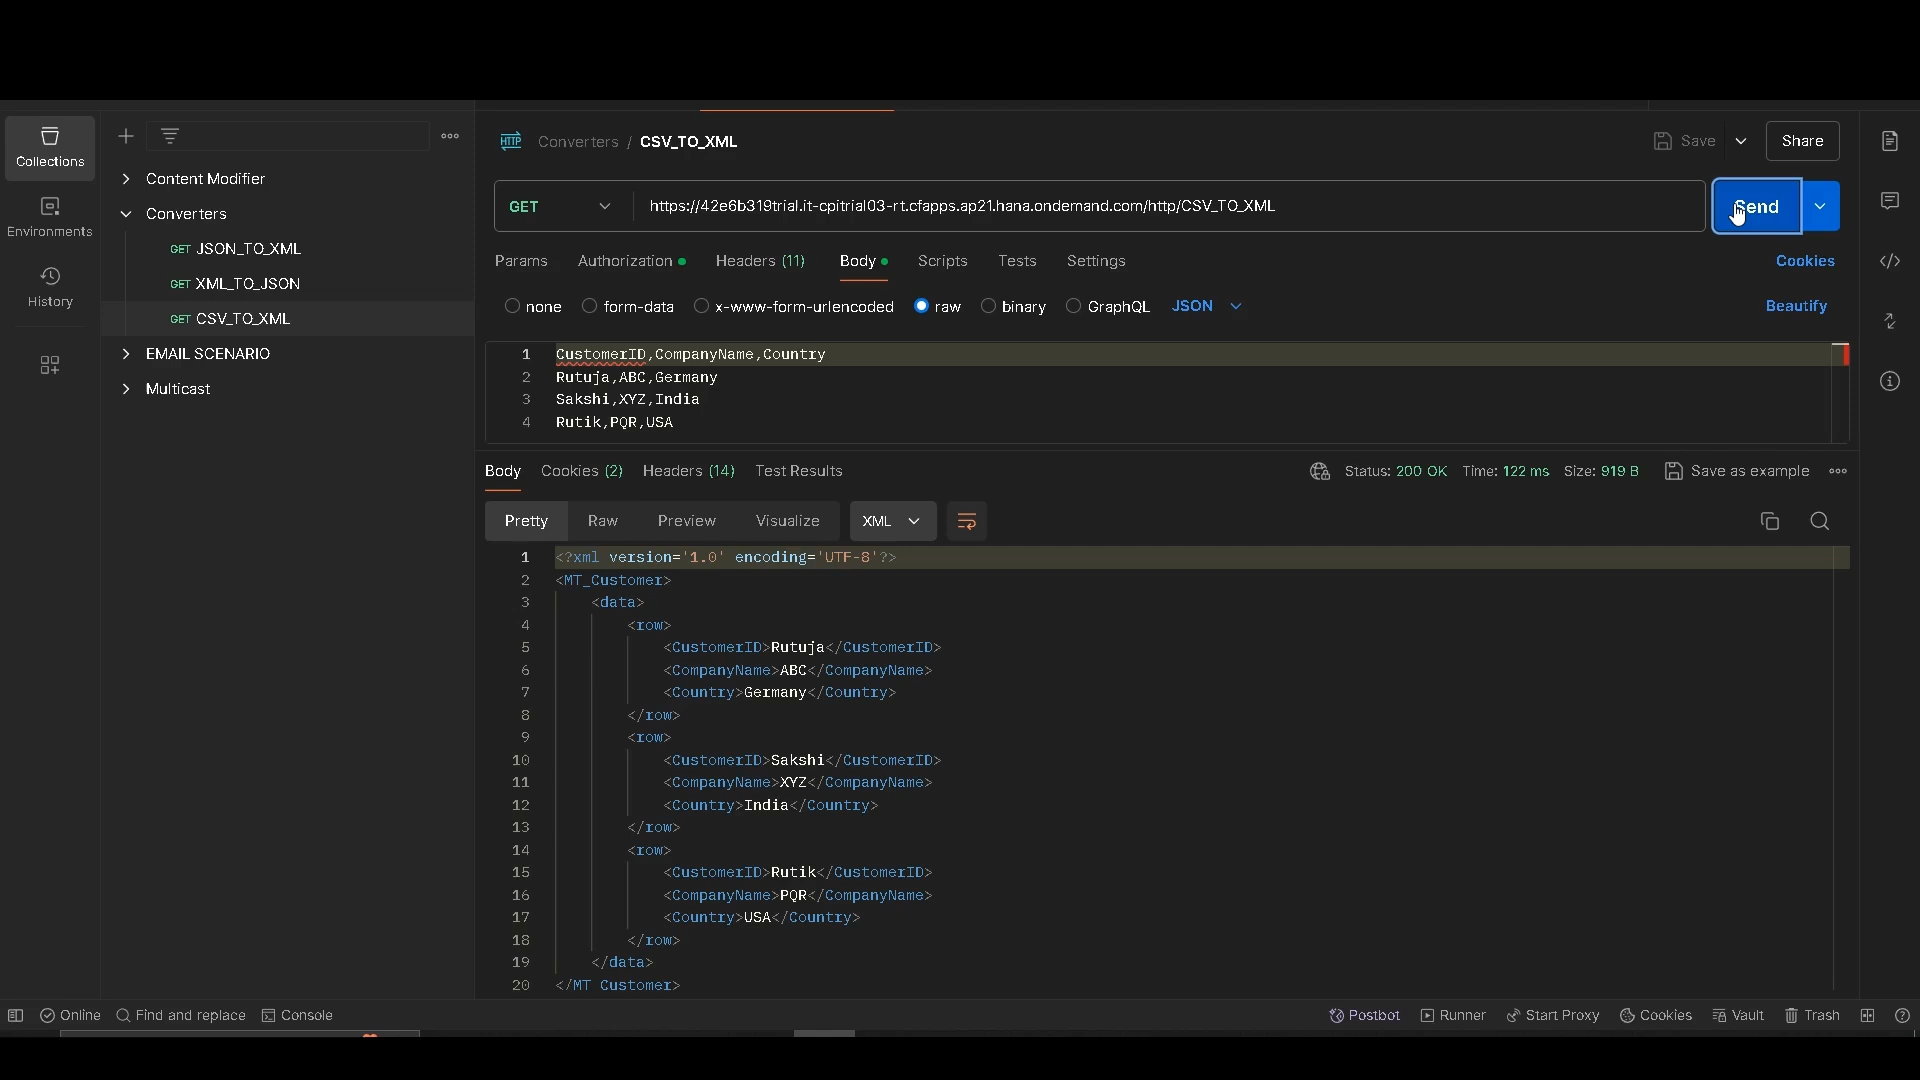 Collections
Environments
History
Content Modifier
Converters
GET JSON_TO_XML
GET XML_TO_JSON
GET CSV_TO_XML
EMAIL SCENARIO
Multicast
HTTP Converters / CSV_TO_XML
Save
Share
GET https://42e6b319trial.it-cpitrial03-rt.cfapps.ap21.hana.ondemand.com/http/CSV_TO_XML
Send
Params Authorization Headers (11) Body Scripts Tests Settings Cookies
none form-data x-www-form-urlencoded raw binary GraphQL JSON Beautify
1 CustomerID,CompanyName,Country
2 Rutuja,ABC,Germany
3 Sakshi,XYZ,India
4 Rutik,PQR,USA
Body Cookies (2) Headers (14) Test Results Status: 200 OK Time: 122 ms Size: 919 B Save as example
Pretty Raw Preview Visualize XML
1 <?xml version='1.0' encoding='UTF-8'?>
2 <MT_Customer>
3 <data>
4 <row>
5 <CustomerID>Rutuja</CustomerID>
6 <CompanyName>ABC</CompanyName>
7 <Country>Germany</Country>
8 </row>
9 <row>
10 <CustomerID>Sakshi</CustomerID>
11 <CompanyName>XYZ</CompanyName>
12 <Country>India</Country>
13 </row>
14 <row>
15 <CustomerID>Rutik</CustomerID>
16 <CompanyName>PQR</CompanyName>
17 <Country>USA</Country>
18 </row>
19 </data>
20 </MT_Customer>
Online Find and replace Console Postbot Runner Start Proxy Cookies Vault Trash